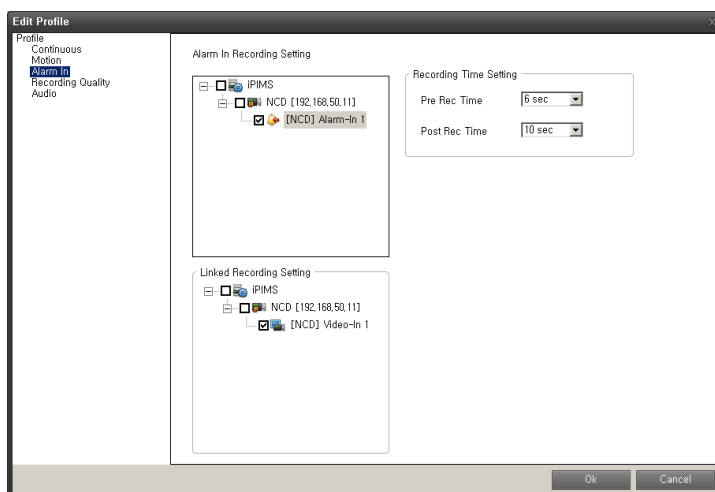 Edit Profile
Profile
Continuous
Motion
Alarm In
Recording Quality
Audio
Alarm In Recording Setting
iPIMS
NCD [192,168,50,11]
[NCD] Alarm-In 1
Recording Time Setting
Pre Rec Time 6 sec
Post Rec Time 10 sec
Linked Recording Setting
iPIMS
NCD [192,168,50,11]
[NCD] Video-In 1
Ok Cancel